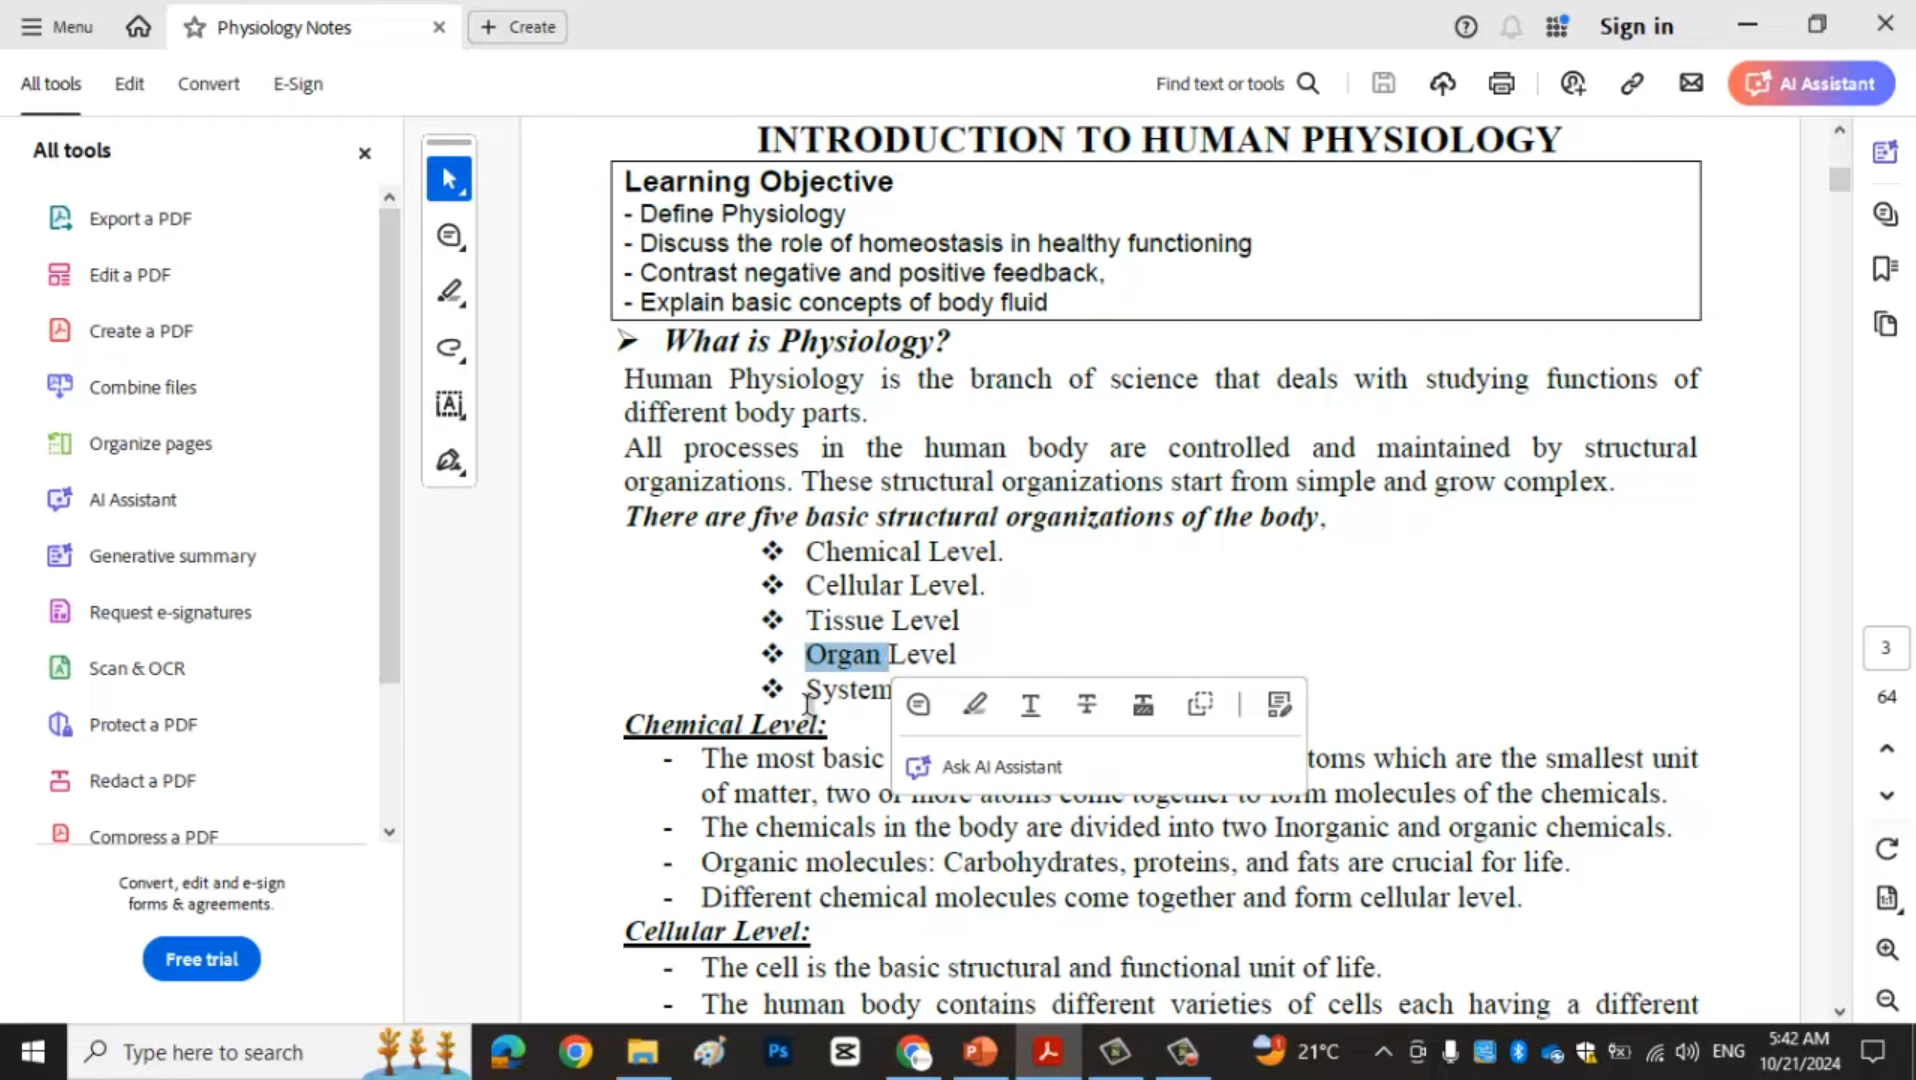 Menu
Physiology Notes
Create
Sign in
All tools
Edit
Convert
E-Sign
Find text or tools
AI Assistant
All tools
Export a PDF
Edit a PDF
Create a PDF
Combine files
Organize pages
AI Assistant
Generative summary
Request e-signatures
Scan & OCR
Protect a PDF
Redact a PDF
Compress a PDF
Convert, edit and e-sign
forms & agreements.
Free trial
INTRODUCTION TO HUMAN PHYSIOLOGY
Learning Objective
- Define Physiology
- Discuss the role of homeostasis in healthy functioning
- Contrast negative and positive feedback,
- Explain basic concepts of body fluid
➢ What is Physiology?
Human Physiology is the branch of science that deals with studying functions of
different body parts.
All processes in the human body are controlled and maintained by structural
organizations. These structural organizations start from simple and grow complex.
There are five basic structural organizations of the body,
❖ Chemical Level.
❖ Cellular Level.
❖ Tissue Level
❖ Organ Level
❖ System
Ask AI Assistant
Chemical Level:
- The most basic toms which are the smallest unit
of matter, two or more atoms come together to form molecules of the chemicals.
- The chemicals in the body are divided into two Inorganic and organic chemicals.
- Organic molecules: Carbohydrates, proteins, and fats are crucial for life.
- Different chemical molecules come together and form cellular level.
Cellular Level:
- The cell is the basic structural and functional unit of life.
- The human body contains different varieties of cells each having a different
3
64
1:1
Type here to search
Ps
21°C
ENG
5:42 AM
10/21/2024